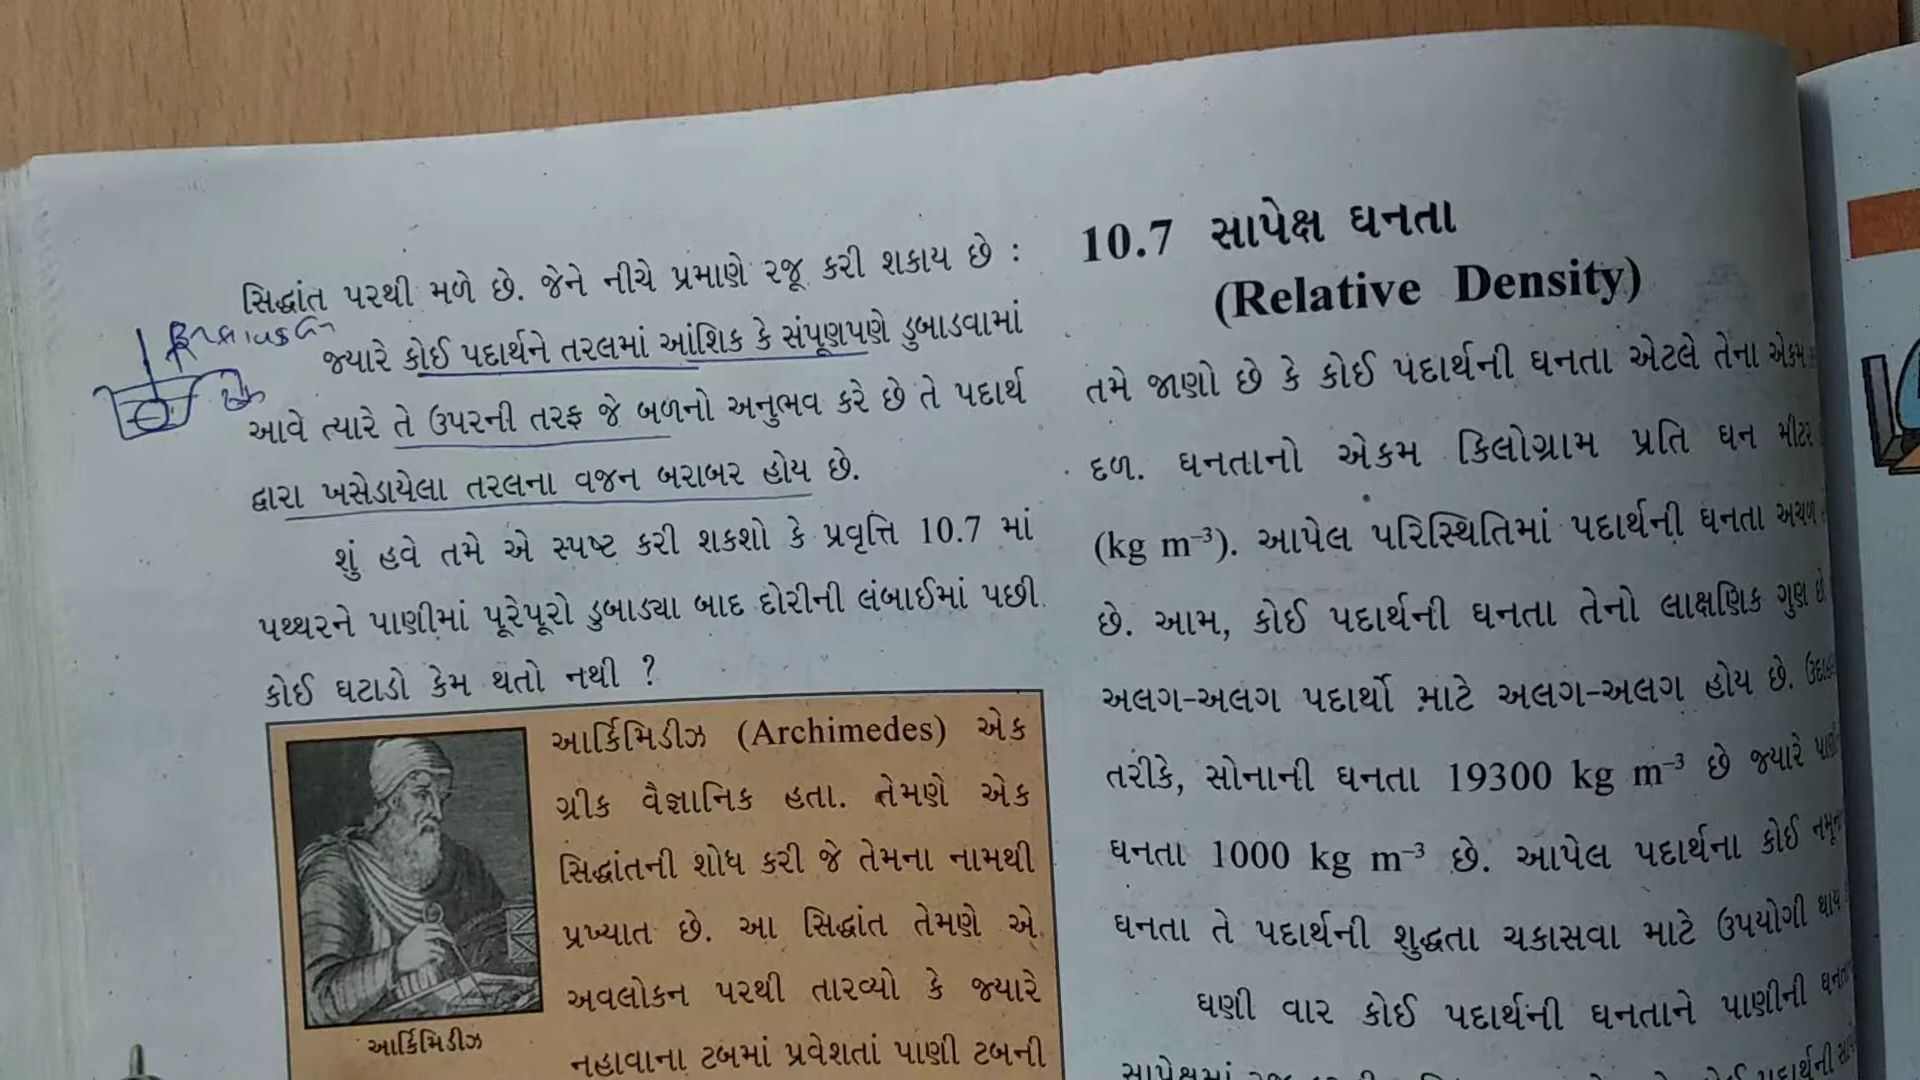 સિદ્ધાંત પરથી મળે છે. જેને નીચે પ્રમાણે રજૂ કરી શકાય છે :
જ્યારે કોઈ પદાર્થને તરલમાં આંશિક કે સંપૂણપણે ડુબાડવામાં
આવે ત્યારે તે ઉપરની તરફ જે બળનો અનુભવ કરે છે તે પદાર્થ
દ્વારા ખસેડાયેલા તરલના વજન બરાબર હોય છે.
શું હવે તમે એ સ્પષ્ટ કરી શકશો કે પ્રવૃત્તિ 10.7 માં
પથ્થરને પાણીમાં પૂરેપૂરો ડુબાડ્યા બાદ દોરીની લંબાઈમાં પછી
કોઈ ઘટાડો કેમ થતો નથી ?
આર્કિમિડીઝ (Archimedes) એક
ગ્રીક વૈજ્ઞાનિક હતા. તેમણે એક
સિદ્ધાંતની શોધ કરી જે તેમના નામથી
પ્રખ્યાત છે. આ સિદ્ધાંત તેમણે એ
અવલોકન પરથી તારવ્યો કે જ્યારે
નહાવાના ટબમાં પ્રવેશતાં પાણી ટબની
આર્કિમિડીઝ
10.7 સાપેક્ષ ઘનતા
(Relative Density)
તમે જાણો છે કે કોઈ પદાર્થની ઘનતા એટલે તેના એકમ
દળ. ઘનતાનો એકમ કિલોગ્રામ પ્રતિ ઘન મીટર
(kg m⁻³). આપેલ પરિસ્થિતિમાં પદાર્થની ઘનતા અચળ
છે. આમ, કોઈ પદાર્થની ઘનતા તેનો લાક્ષણિક ગુણ છે.
અલગ-અલગ પદાર્થો માટે અલગ-અલગ હોય છે.
તરીકે, સોનાની ઘનતા 19300 kg m⁻³ છે જ્યારે
ઘનતા 1000 kg m⁻³ છે. આપેલ પદાર્થના કોઈ
ઘનતા તે પદાર્થની શુદ્ધતા ચકાસવા માટે ઉપયોગી થાય
ઘણી વાર કોઈ પદાર્થની ઘનતાને પાણીની